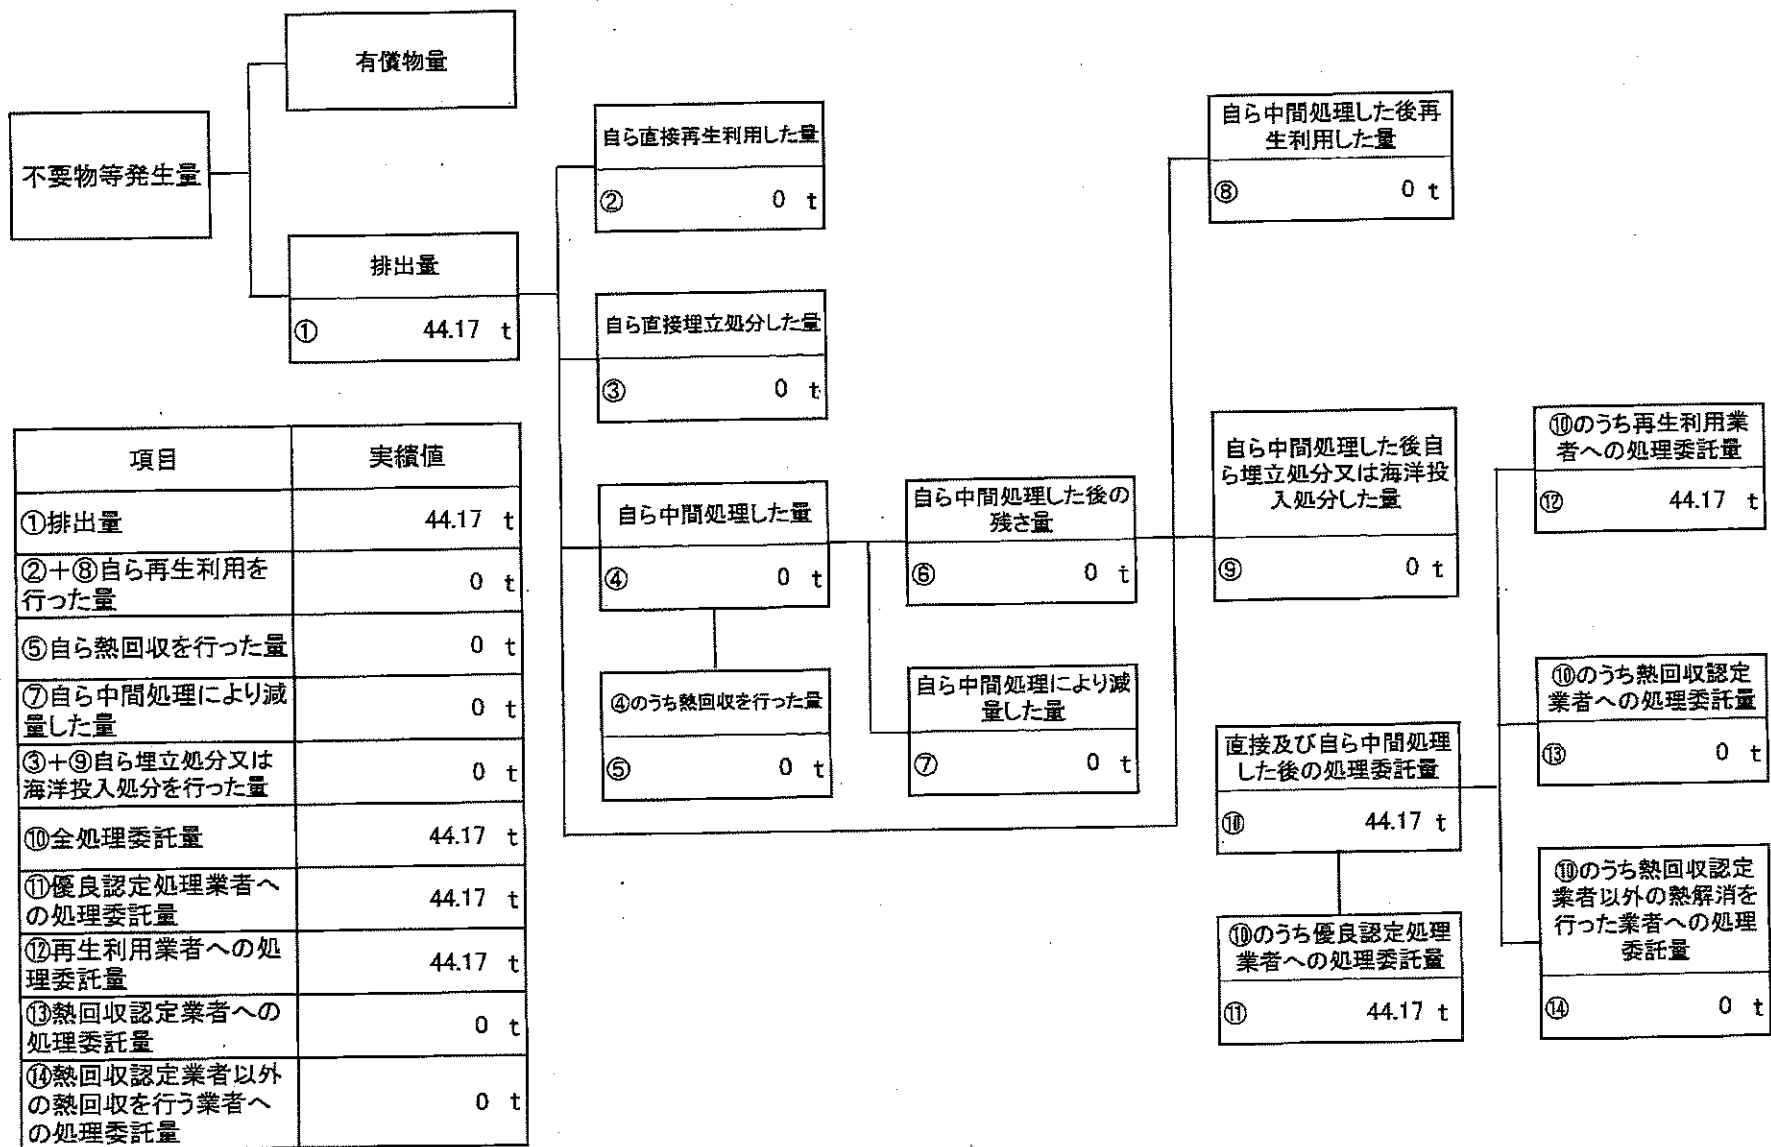 有償物量
不要物等発生量
排出量
① 44.17 t
自ら直接再生利用した量
② 0 t
自ら直接埋立処分した量
③ 0 t
自ら中間処理した量
④ 0 t
④のうち熱回収を行った量
⑤ 0 t
自ら中間処理した後の
残さ量
⑥ 0 t
自ら中間処理により減
量した量
⑦ 0 t
自ら中間処理した後再
生利用した量
⑧ 0 t
自ら中間処理した後自
ら埋立処分又は海洋投
入処分した量
⑨ 0 t
直接及び自ら中間処理
した後の処理委託量
⑩ 44.17 t
⑩のうち優良認定処理
業者への処理委託量
⑪ 44.17 t
⑩のうち再生利用業
者への処理委託量
⑫ 44.17 t
⑩のうち熱回収認定
業者への処理委託量
⑬ 0 t
⑩のうち熱回収認定
業者以外の熱解消を
行った業者への処理
委託量
⑭ 0 t
項目 実績値
①排出量 44.17 t
②+⑧自ら再生利用を
行った量 0 t
⑤自ら熱回収を行った量 0 t
⑦自ら中間処理により減
量した量 0 t
③+⑨自ら埋立処分又は
海洋投入処分を行った量 0 t
⑩全処理委託量 44.17 t
⑪優良認定処理業者へ
の処理委託量 44.17 t
⑫再生利用業者への処
理委託量 44.17 t
⑬熱回収認定業者への
処理委託量 0 t
⑭熱回収認定業者以外
の熱回収を行う業者へ
の処理委託量 0 t